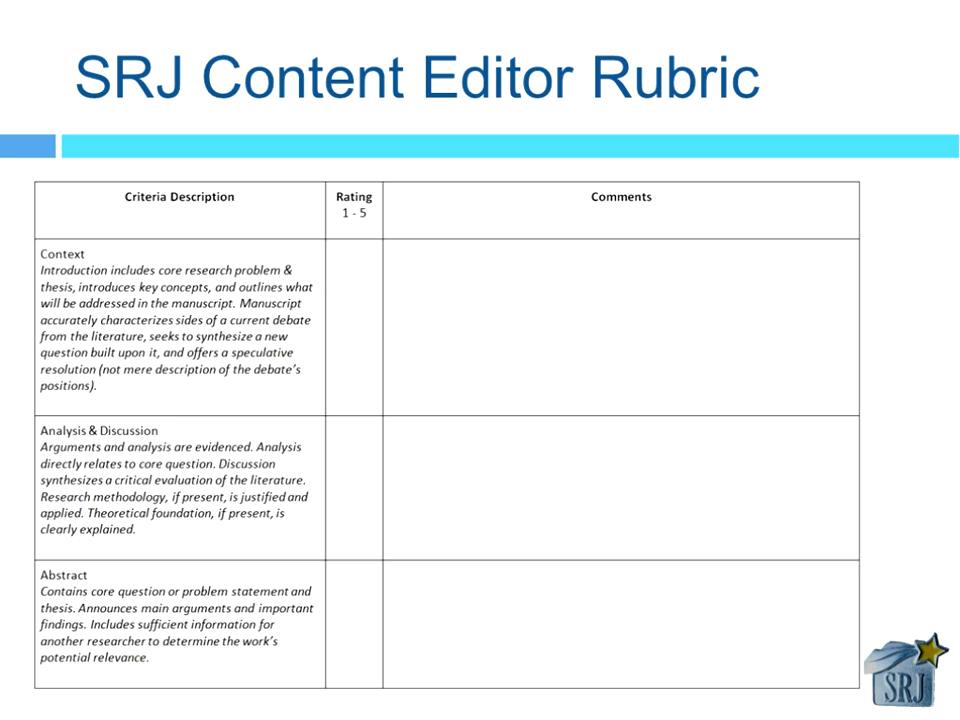 SRJ Content Editor Rubric
Criteria Description
Rating
1 - 5
Comments
Context
Introduction includes core research problem &
thesis, introduces key concepts, and outlines what
will be addressed in the manuscript. Manuscript
accurately characterizes sides of a current debate
from the literature, seeks to synthesize a new
question built upon it, and offers a speculative
resolution (not mere description of the debate's
positions).
Analysis & Discussion
Arguments and analysis are evidenced. Analysis
directly relates to core question. Discussion
synthesizes a critical evaluation of the literature.
Research methodology, if present, is justified and
applied. Theoretical foundation, if present, is
clearly explained.
Abstract
Contains core question or problem statement and
thesis. Announces main arguments and important
findings. Includes sufficient information for
another researcher to determine the work's
potential relevance.
SRJ